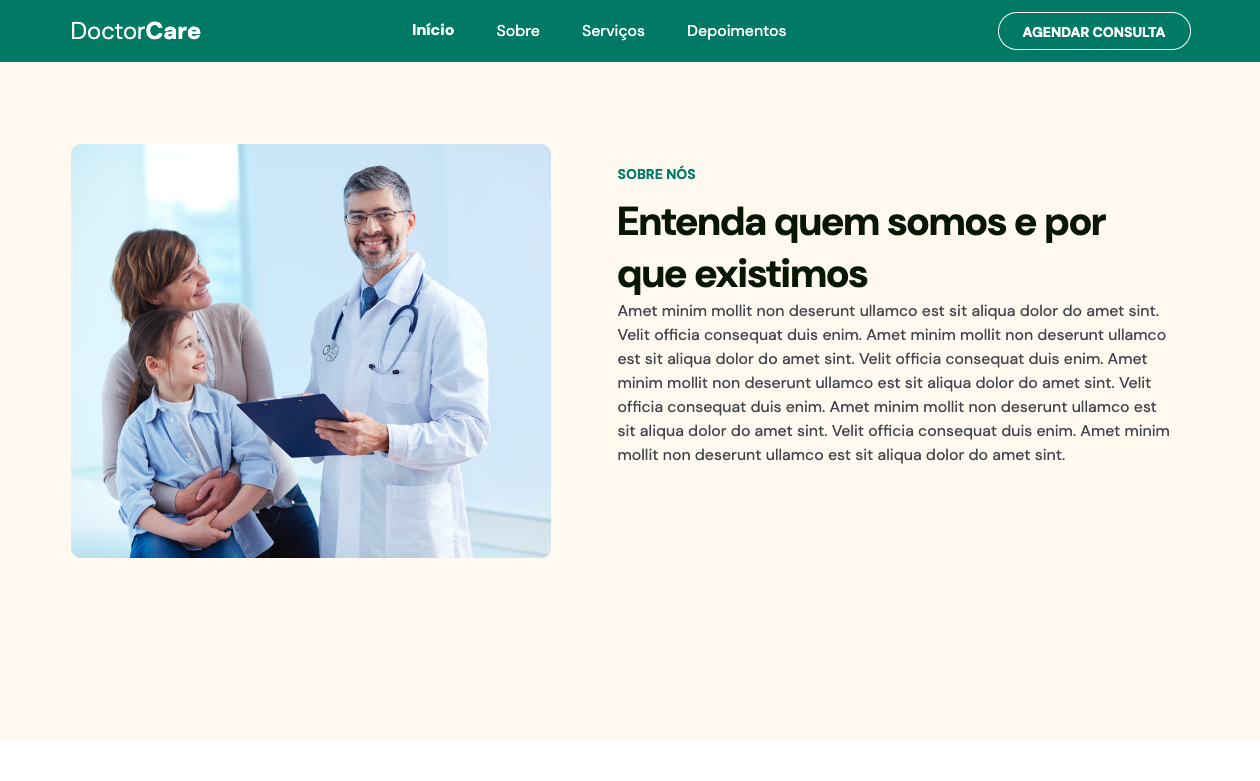 DoctorCare
Início
Sobre
Serviços
Depoimentos
AGENDAR CONSULTA
SOBRE NÓS
Entenda quem somos e por
que existimos
Amet minim mollit non deserunt ullamco est sit aliqua dolor do amet sint.
Velit officia consequat duis enim. Amet minim mollit non deserunt ullamco
est sit aliqua dolor do amet sint. Velit officia consequat duis enim. Amet
minim mollit non deserunt ullamco est sit aliqua dolor do amet sint. Velit
officia consequat duis enim. Amet minim mollit non deserunt ullamco est
sit aliqua dolor do amet sint. Velit officia consequat duis enim. Amet minim
mollit non deserunt ullamco est sit aliqua dolor do amet sint.